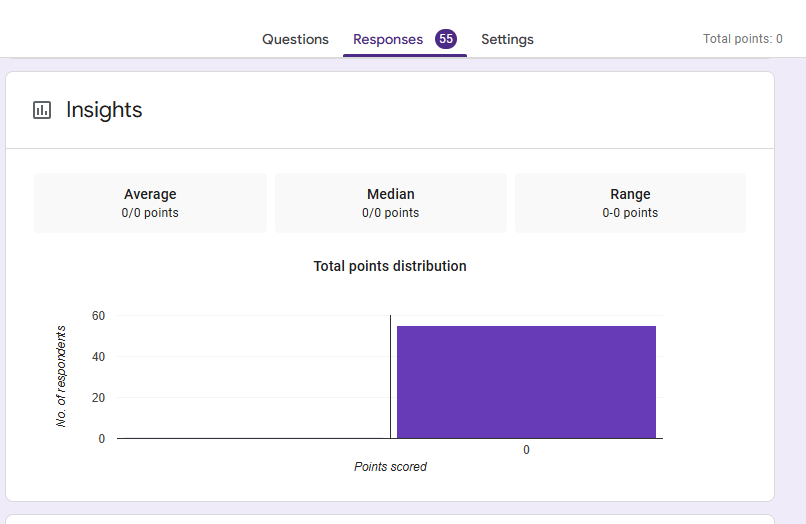 Questions
Responses 55
Settings
Total points: 0
Insights
Average
0/0 points
Median
0/0 points
Range
0-0 points
Total points distribution
60
40
20
0
No. of respondents
0
Points scored